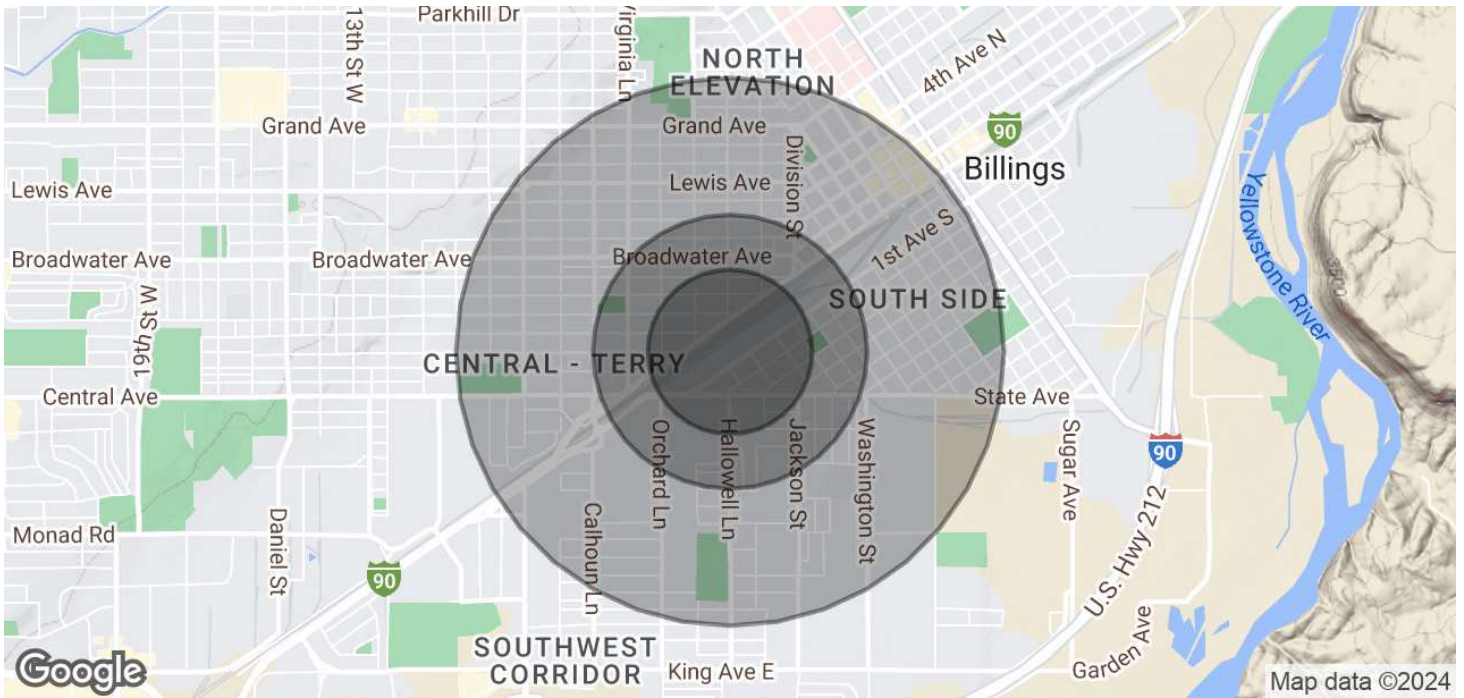 Parkhill Dr
13th St W
Virginia Ln
NORTH
ELEVATION
4th Ave N
Grand Ave
Grand Ave
90
Billings
Division St
Lewis Ave
Lewis Ave
Yellowstone River
1st Ave S
Broadwater Ave
Broadwater Ave
Broadwater Ave
3500
SOUTH SIDE
19th St W
CENTRAL - TERRY
Central Ave
State Ave
Orchard Ln
Hallowell Ln
Jackson St
Washington St
Sugar Ave
90
Monad Rd
Daniel St
Calhoun Ln
U.S. Hwy 212
90
SOUTHWEST
CORRIDOR
King Ave E
Garden Ave
Google
Map data ©2024